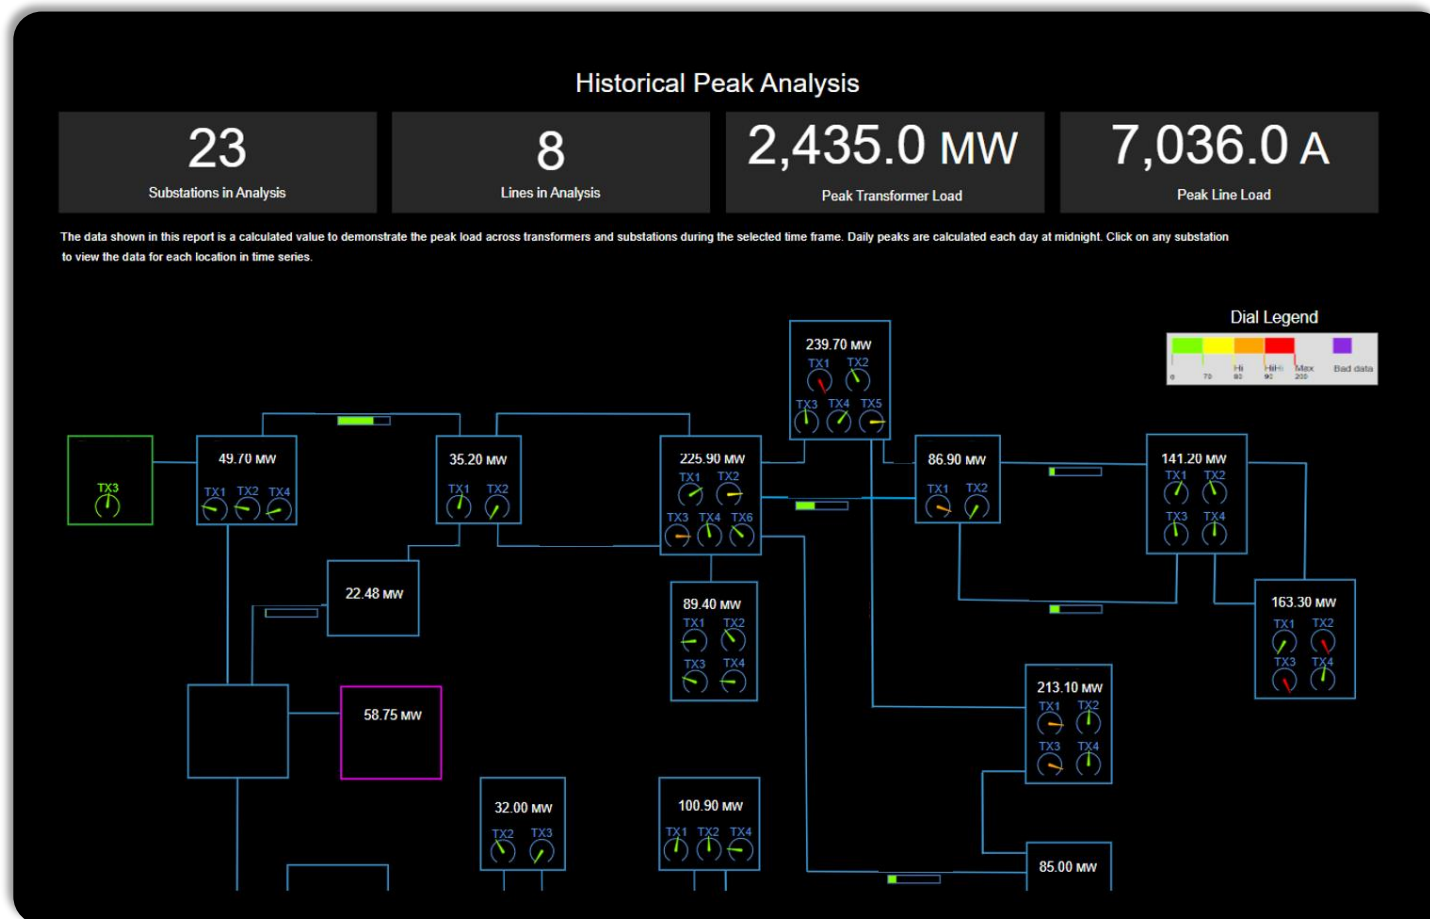 Historical Peak Analysis
23
Substations in Analysis
8
Lines in Analysis
2,435.0 MW
Peak Transformer Load
7,036.0 A
Peak Line Load
The data shown in this report is a calculated value to demonstrate the peak load across transformers and substations during the selected time frame. Daily peaks are calculated each day at midnight. Click on any substation
to view the data for each location in time series.
Dial Legend
Hi HiHi Max Bad data
0 70 80 90 200
239.70 MW
TX1 TX2
TX3 TX4 TX5
TX3
49.70 MW
TX1 TX2 TX4
35.20 MW
TX1 TX2
225.90 MW
TX1 TX2
TX3 TX4 TX6
86.90 MW
TX1 TX2
141.20 MW
TX1 TX2
TX3 TX4
22.48 MW
89.40 MW
TX1 TX2
TX3 TX4
163.30 MW
TX1 TX2
TX3 TX4
58.75 MW
213.10 MW
TX1 TX2
TX3 TX4
32.00 MW
TX2 TX3
100.90 MW
TX1 TX2 TX4
85.00 MW